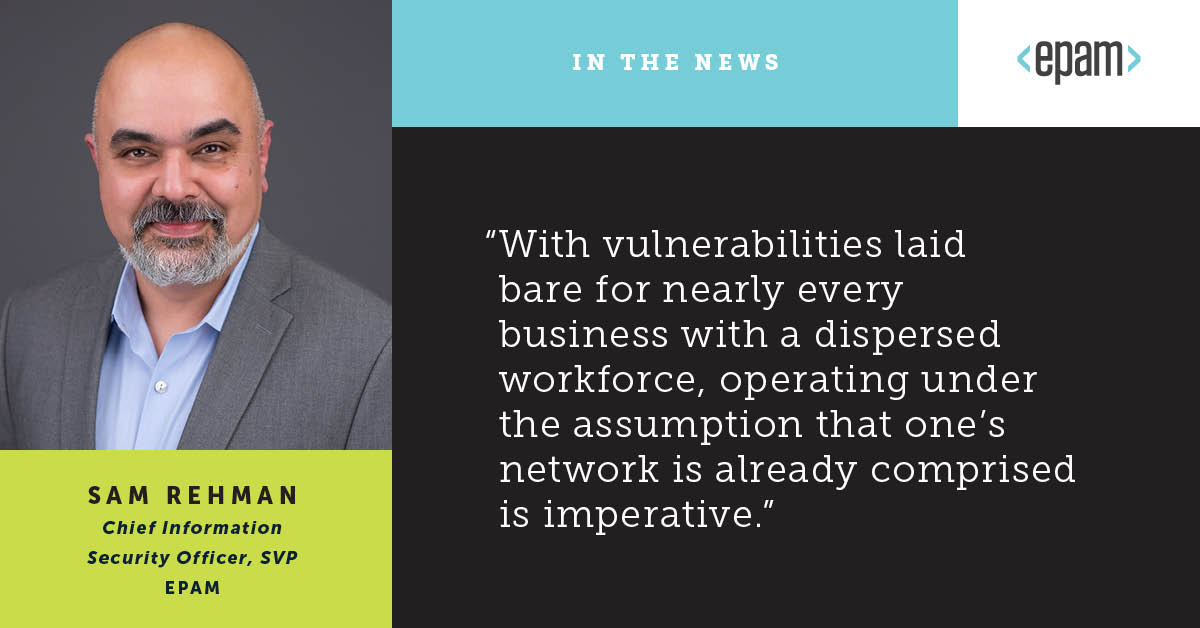 IN THE NEWS
<epam>
“With vulnerabilities laid
bare for nearly every
business with a dispersed
workforce, operating under
the assumption that one’s
network is already comprised
is imperative.”
SAM REHMAN
Chief Information
Security Officer, SVP
EPAM